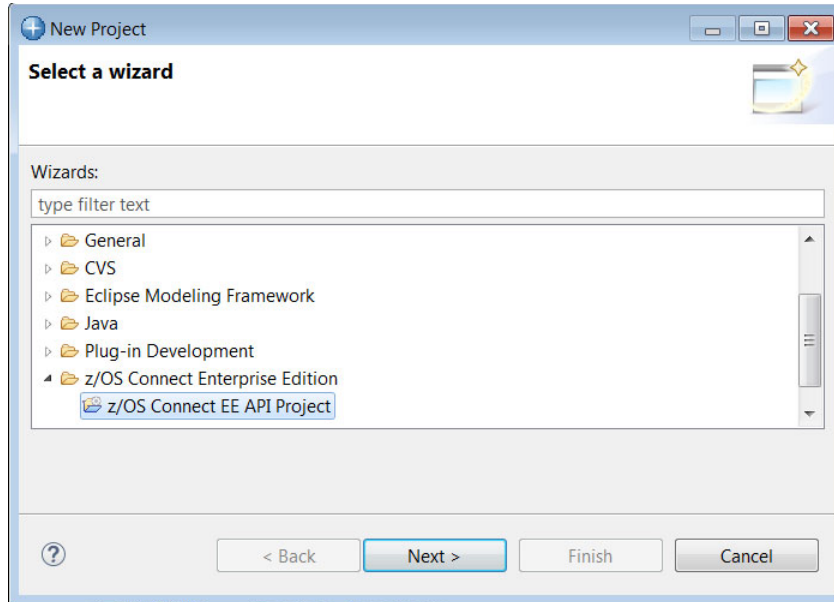 New Project
Select a wizard
Wizards:
type filter text
General
CVS
Eclipse Modeling Framework
Java
Plug-in Development
z/OS Connect Enterprise Edition
z/OS Connect EE API Project
? < Back Next > Finish Cancel